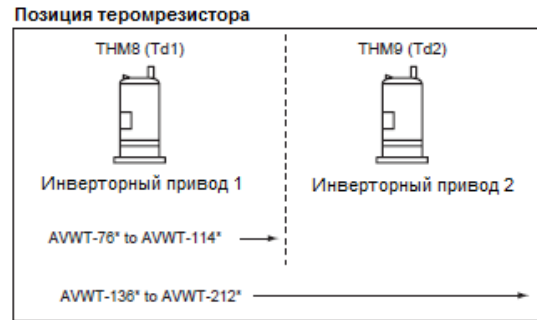 Позиция теромрезистора
THM8 (Td1)
THM9 (Td2)
Инверторный привод 1
Инверторный привод 2
AVWT-76* to AVWT-114*
AVWT-136* to AVWT-212*